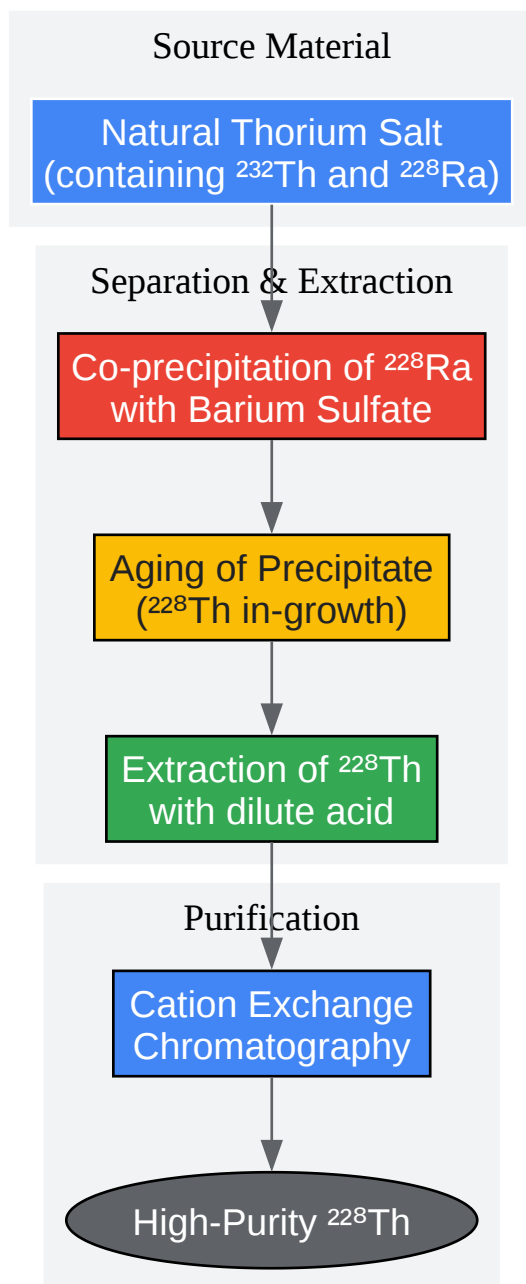 Source Material
Natural Thorium Salt
(containing ²³²Th and ²²⁸Ra)
Separation & Extraction
Co-precipitation of ²²⁸Ra
with Barium Sulfate
Aging of Precipitate
(²²⁸Th in-growth)
Extraction of ²²⁸Th
with dilute acid
Purification
Cation Exchange
Chromatography
High-Purity ²²⁸Th